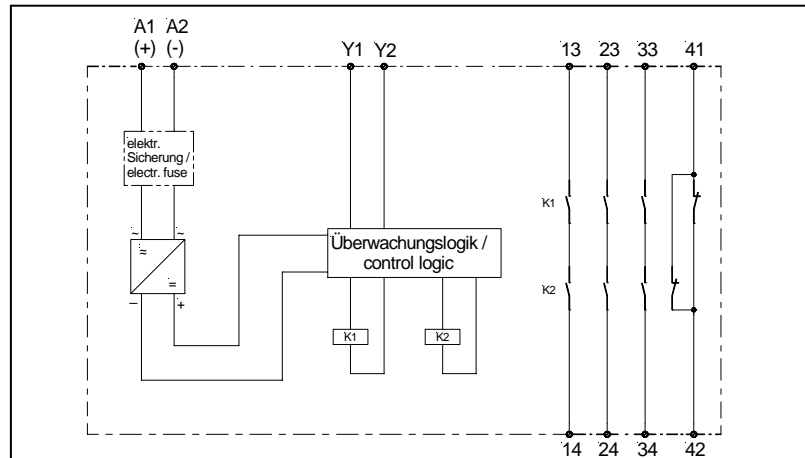 A1 A2 Y1 Y2 13 23 33 41
(+) (-)
elektr.
Sicherung /
electr. fuse
~ ~
≈
=
– +
Überwachungslogik /
control logic
K1 K2
K1
K2
14 24 34 42